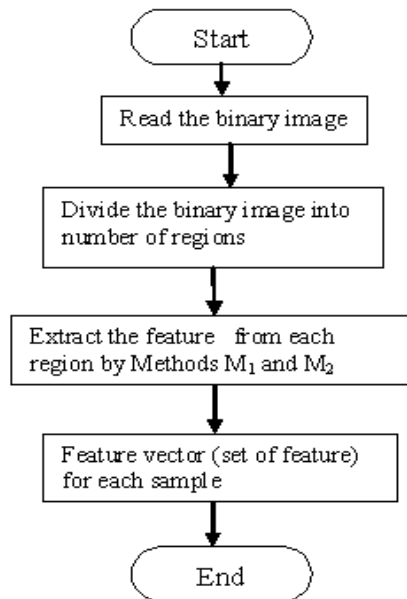 Start
Read the binary image
Divide the binary image into
number of regions
Extract the feature from each
region by Methods M₁ and M₂
Feature vector (set of feature)
for each sample
End